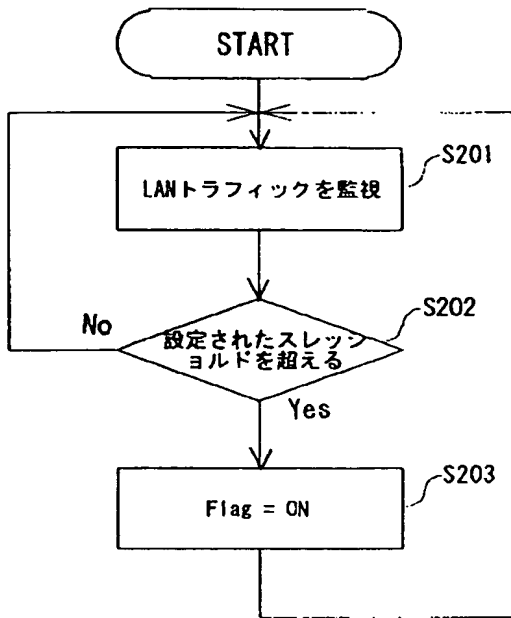 START
S201
LANトラフィックを監視
S202
No
設定されたスレッシ
ョルドを超える
Yes
S203
Flag = ON